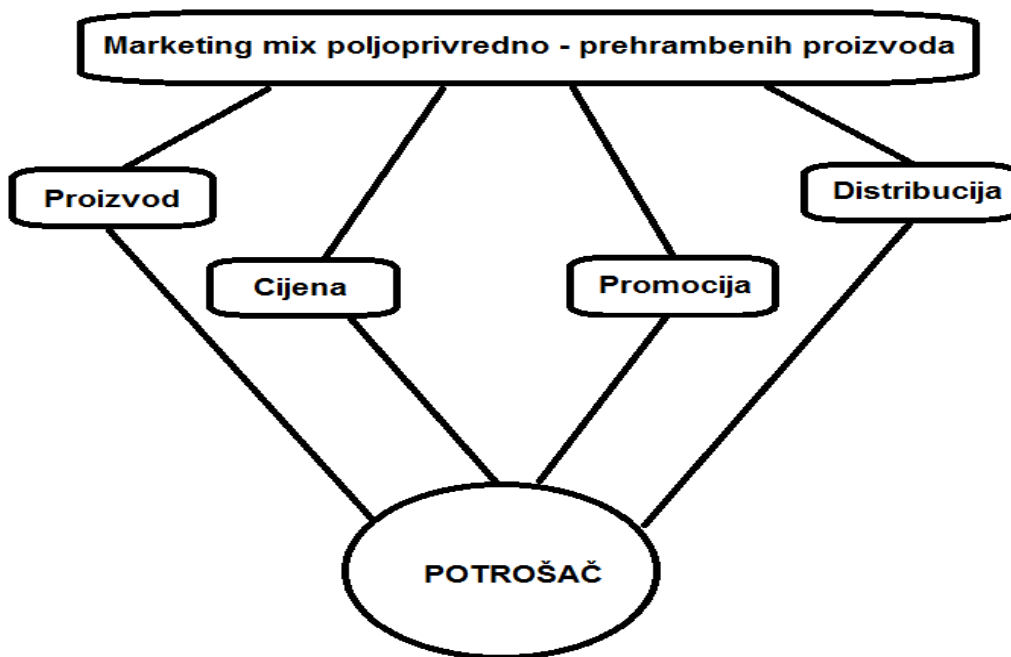 Marketing mix poljoprivredno - prehrambenih proizvoda
Proizvod
Distribucija
Cijena
Promocija
POTROŠAČ